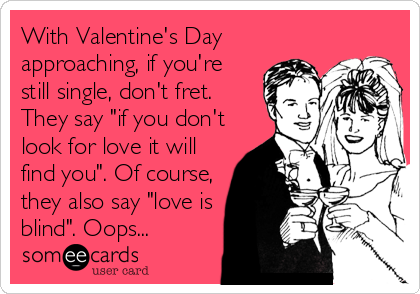 With Valentine's Day
approaching, if you're
still single, don't fret.
They say "if you don't
look for love it will
find you". Of course,
they also say "love is
blind". Oops...
someecards
user card